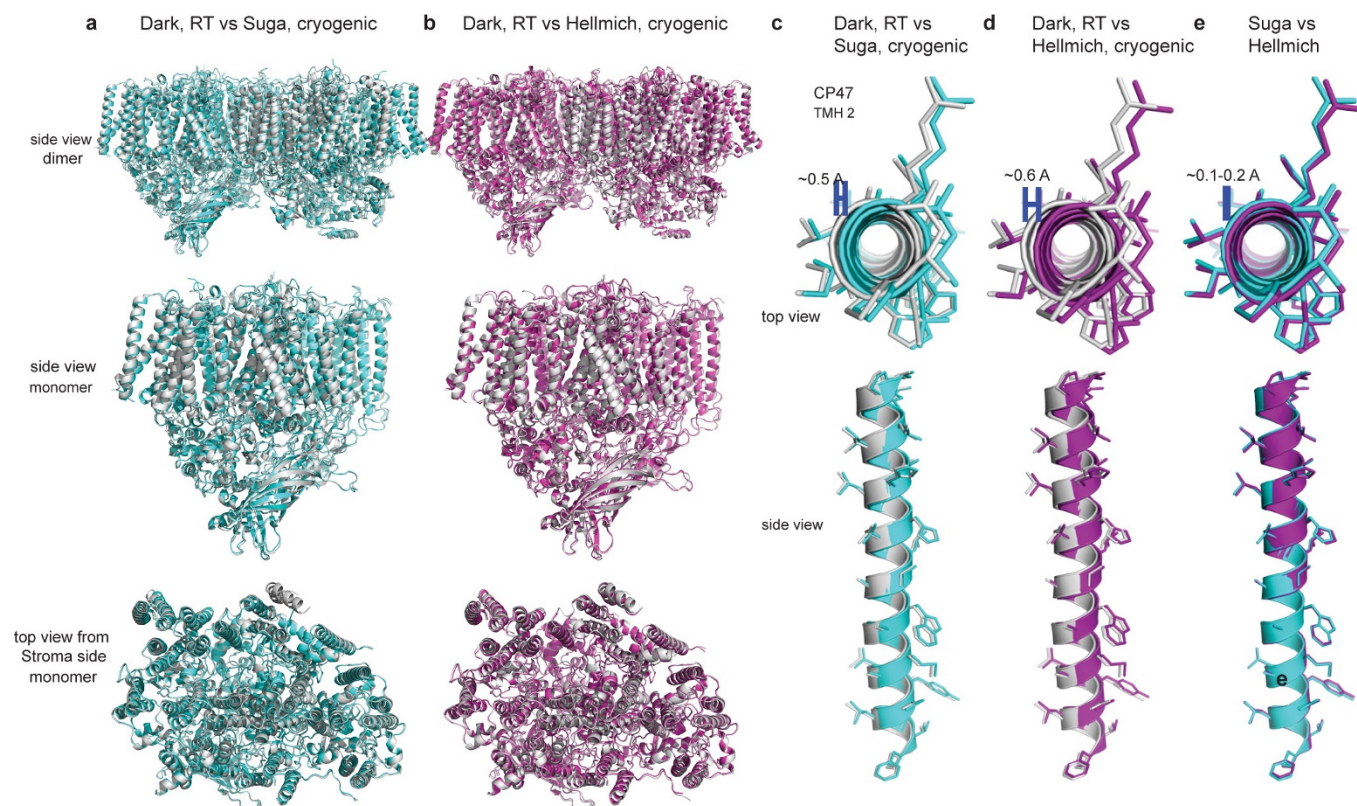 a Dark, RT vs Suga, cryogenic
b Dark, RT vs Hellmich, cryogenic
c Dark, RT vs
Suga, cryogenic
d Dark, RT vs
Hellmich, cryogenic
e Suga vs
Hellmich
side view
dimer
side view
monomer
top view from
Stroma side
monomer
CP47
TMH 2
~0.5 A
~0.6 A
~0.1-0.2 A
top view
side view
e